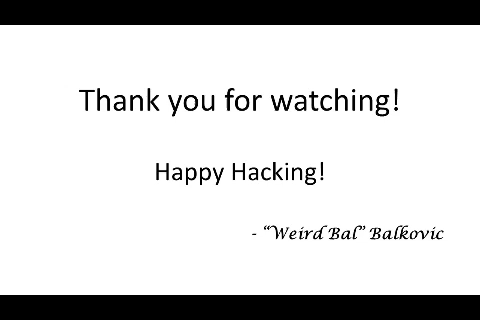 Thank you for watching!
Happy Hacking!
- “Weird Bal” Balkovic